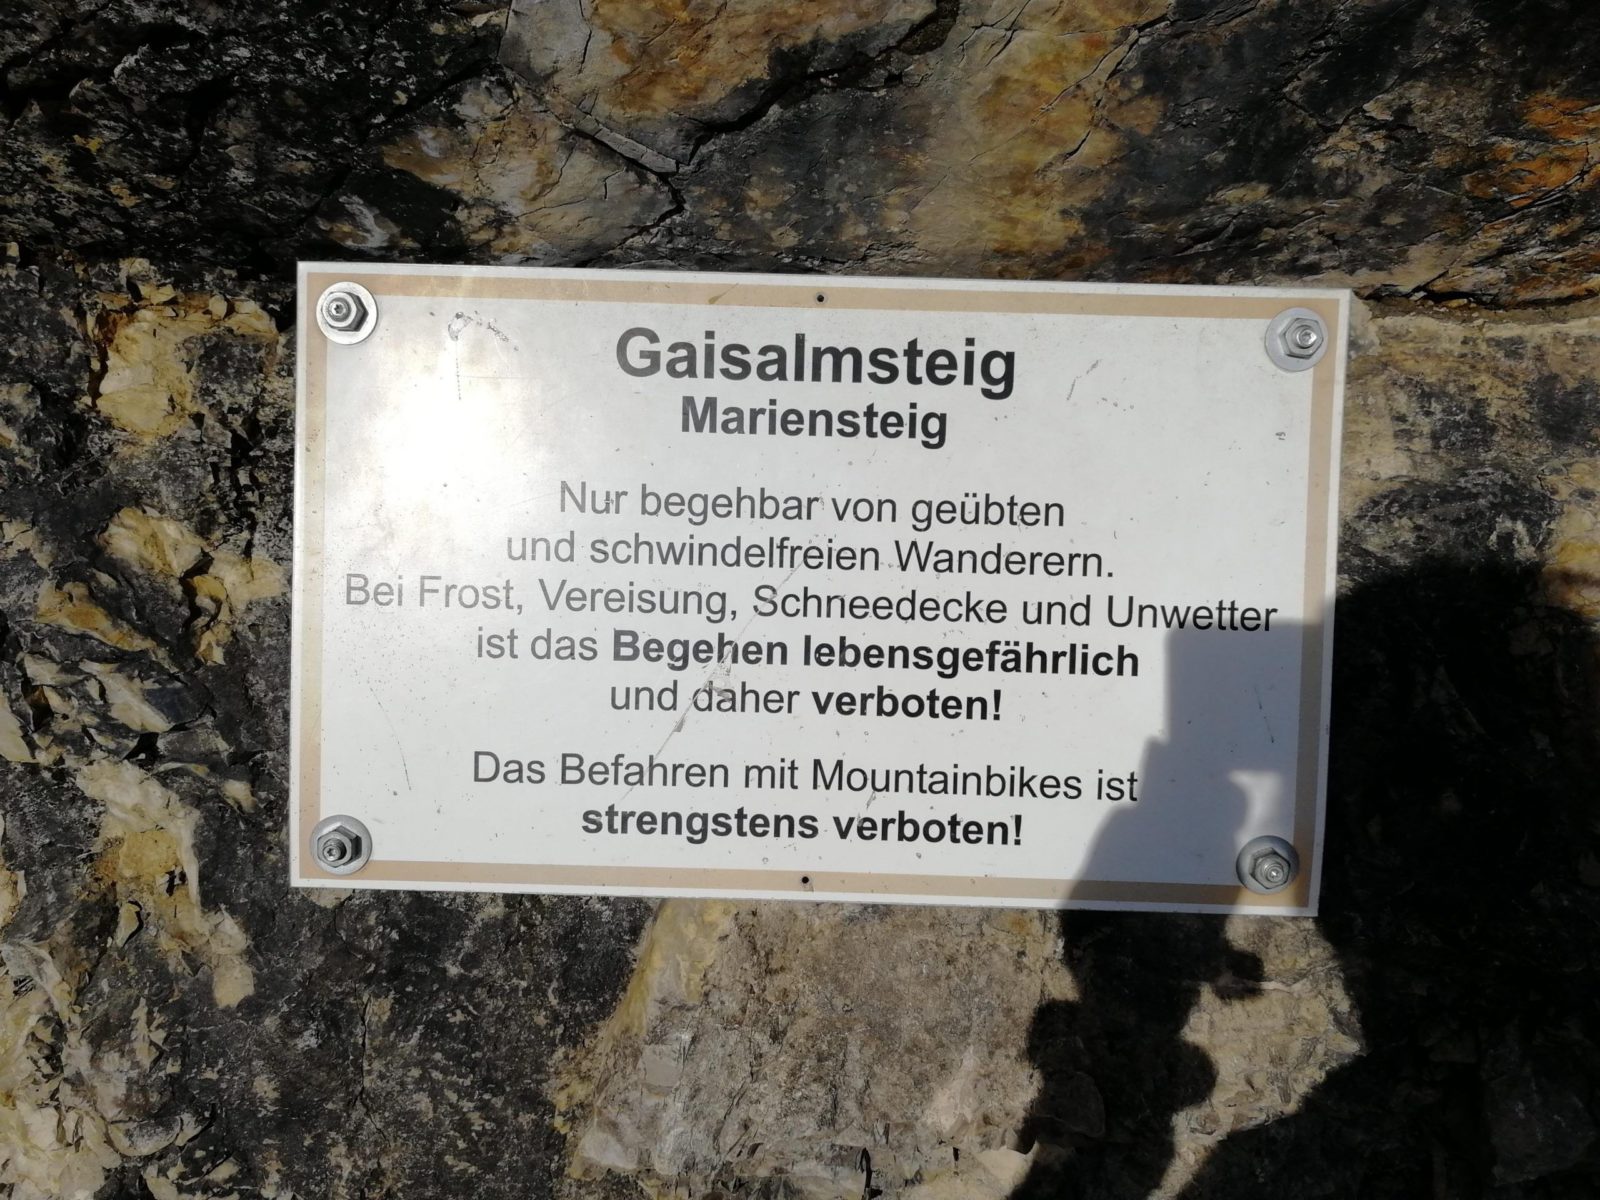 Gaisalmsteig
Mariensteig
Nur begehbar von geübten
und schwindelfreien Wanderern.
Bei Frost, Vereisung, Schneedecke und Unwetter
ist das Begehen lebensgefährlich
und daher verboten!
Das Befahren mit Mountainbikes ist
strengstens verboten!